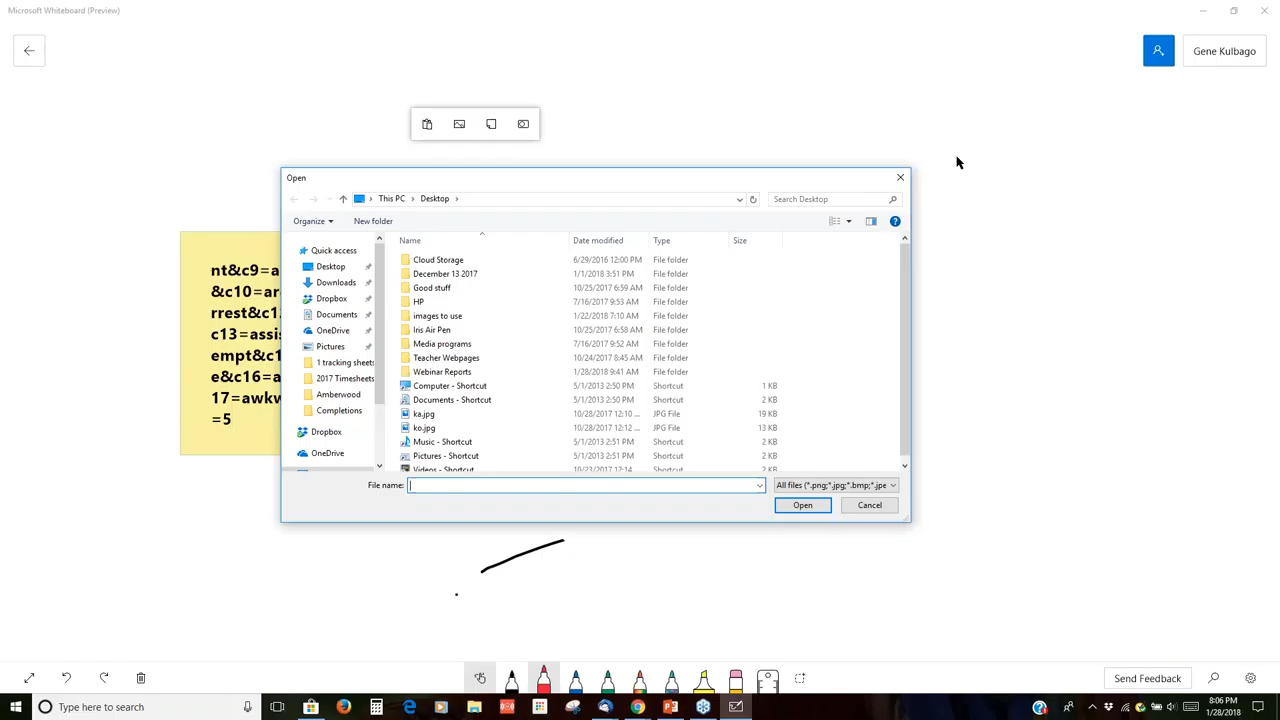 Microsoft Whiteboard (Preview)
Gene Kulbago
Open
This PC
Desktop
Search Desktop
Organize
New folder
Name
Date modified
Type
Size
Quick access
Desktop
Downloads
Dropbox
Documents
OneDrive
Pictures
1 tracking sheets
2017 Timesheets
Amberwood
Completions
Dropbox
OneDrive
Cloud Storage 6/29/2016 12:00 PM File folder
December 13 2017 1/1/2018 3:51 PM File folder
Good stuff 10/25/2017 6:59 AM File folder
HP 7/16/2017 9:53 AM File folder
images to use 1/22/2018 7:10 AM File folder
Iris Air Pen 10/25/2017 6:58 AM File folder
Media programs 7/16/2017 9:52 AM File folder
Teacher Webpages 10/24/2017 8:45 AM File folder
Webinar Reports 1/28/2018 9:41 AM File folder
Computer - Shortcut 5/1/2013 2:50 PM Shortcut 1 KB
Documents - Shortcut 5/1/2013 2:50 PM Shortcut 2 KB
ka.jpg 10/28/2017 12:10 ... JPG File 19 KB
ko.jpg 10/28/2017 12:12 ... JPG File 13 KB
Music - Shortcut 5/1/2013 2:51 PM Shortcut 2 KB
Pictures - Shortcut 5/1/2013 2:51 PM Shortcut 2 KB
Videos - Shortcut 10/23/2017 12:14 Shortcut 2 KB
File name:
All files (*.png;*.jpg;*.bmp;*.jpe
Open
Cancel
nt&c9=a
&c10=ar
rrest&c1
c13=assis
empt&c1
e&c16=a
17=awkw
=5
Send Feedback
Type here to search
8:06 PM
1/28/2018